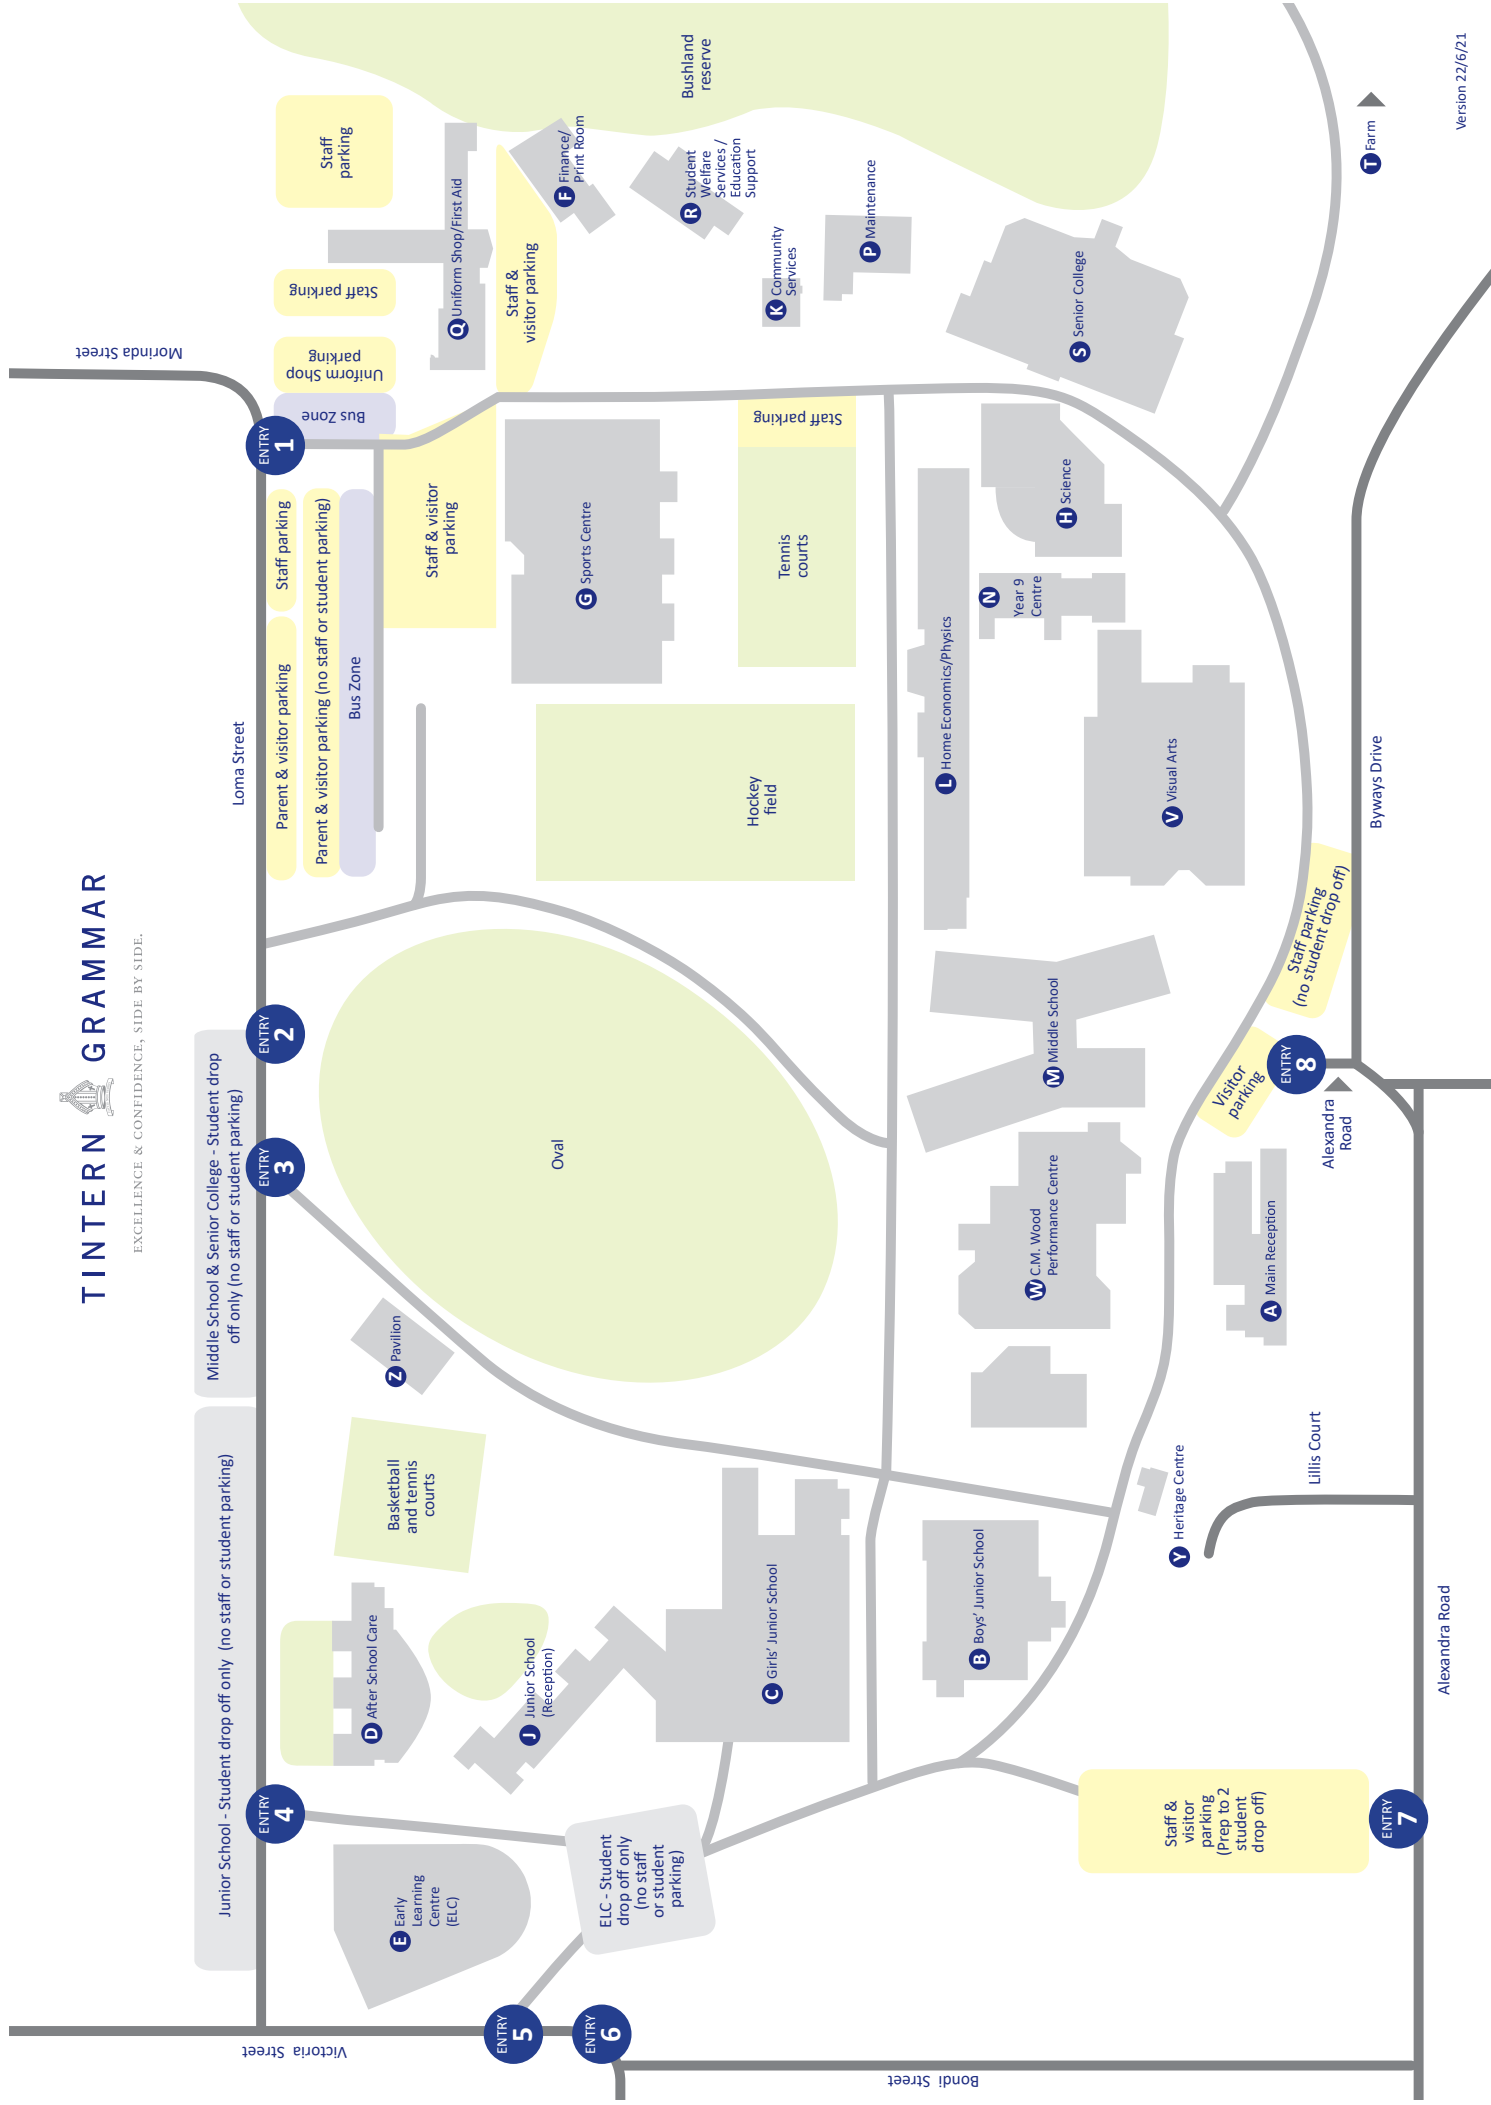 TINTERN GRAMMAR
EXCELLENCE & CONFIDENCE, SIDE BY SIDE.
Junior School - Student drop off only (no staff or student parking)
Middle School & Senior College - Student drop
off only (no staff or student parking)
Loma Street
Morinda Street
Victoria Street
Bondi Street
ENTRY
4
ENTRY
3
ENTRY
2
ENTRY
1
Parent & visitor parking
Staff parking
Parent & visitor parking (no staff or student parking)
Bus Zone
Bus Zone
Uniform Shop
parking
Staff parking
Staff
parking
Staff & visitor
parking
E Early
Learning
Centre
(ELC)
D After School Care
Basketball
and tennis
courts
Z Pavilion
Q Uniform Shop/First Aid
Staff &
visitor parking
F Finance/
Print Room
ENTRY
5
ENTRY
6
ELC - Student
drop off only
(no staff
or student
parking)
J Junior School
(Reception)
Oval
G Sports Centre
Hockey
field
Tennis
courts
Staff parking
R Student
Welfare
Services /
Education
Support
Bushland
reserve
K Community
Services
P Maintenance
C Girls' Junior School
B Boys' Junior School
L Home Economics/Physics
N
Year 9
Centre
H Science
S Senior College
W C.M. Wood
Performance Centre
M Middle School
V Visual Arts
Y Heritage Centre
Staff &
visitor
parking
(Prep to 2
student
drop off)
A Main Reception
Visitor
parking
Staff parking
(no student drop off)
ENTRY
8
Lillis Court
Alexandra
Road
Byways Drive
T Farm
ENTRY
7
Alexandra Road
Version 22/6/21